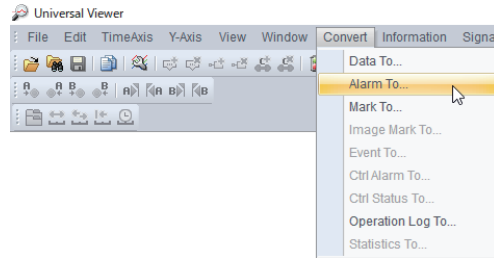 Universal Viewer
File Edit TimeAxis Y-Axis View Window Convert Information Signa
Data To...
Alarm To...
Mark To...
Image Mark To...
Event To...
Ctrl Alarm To...
Ctrl Status To...
Operation Log To...
Statistics To...